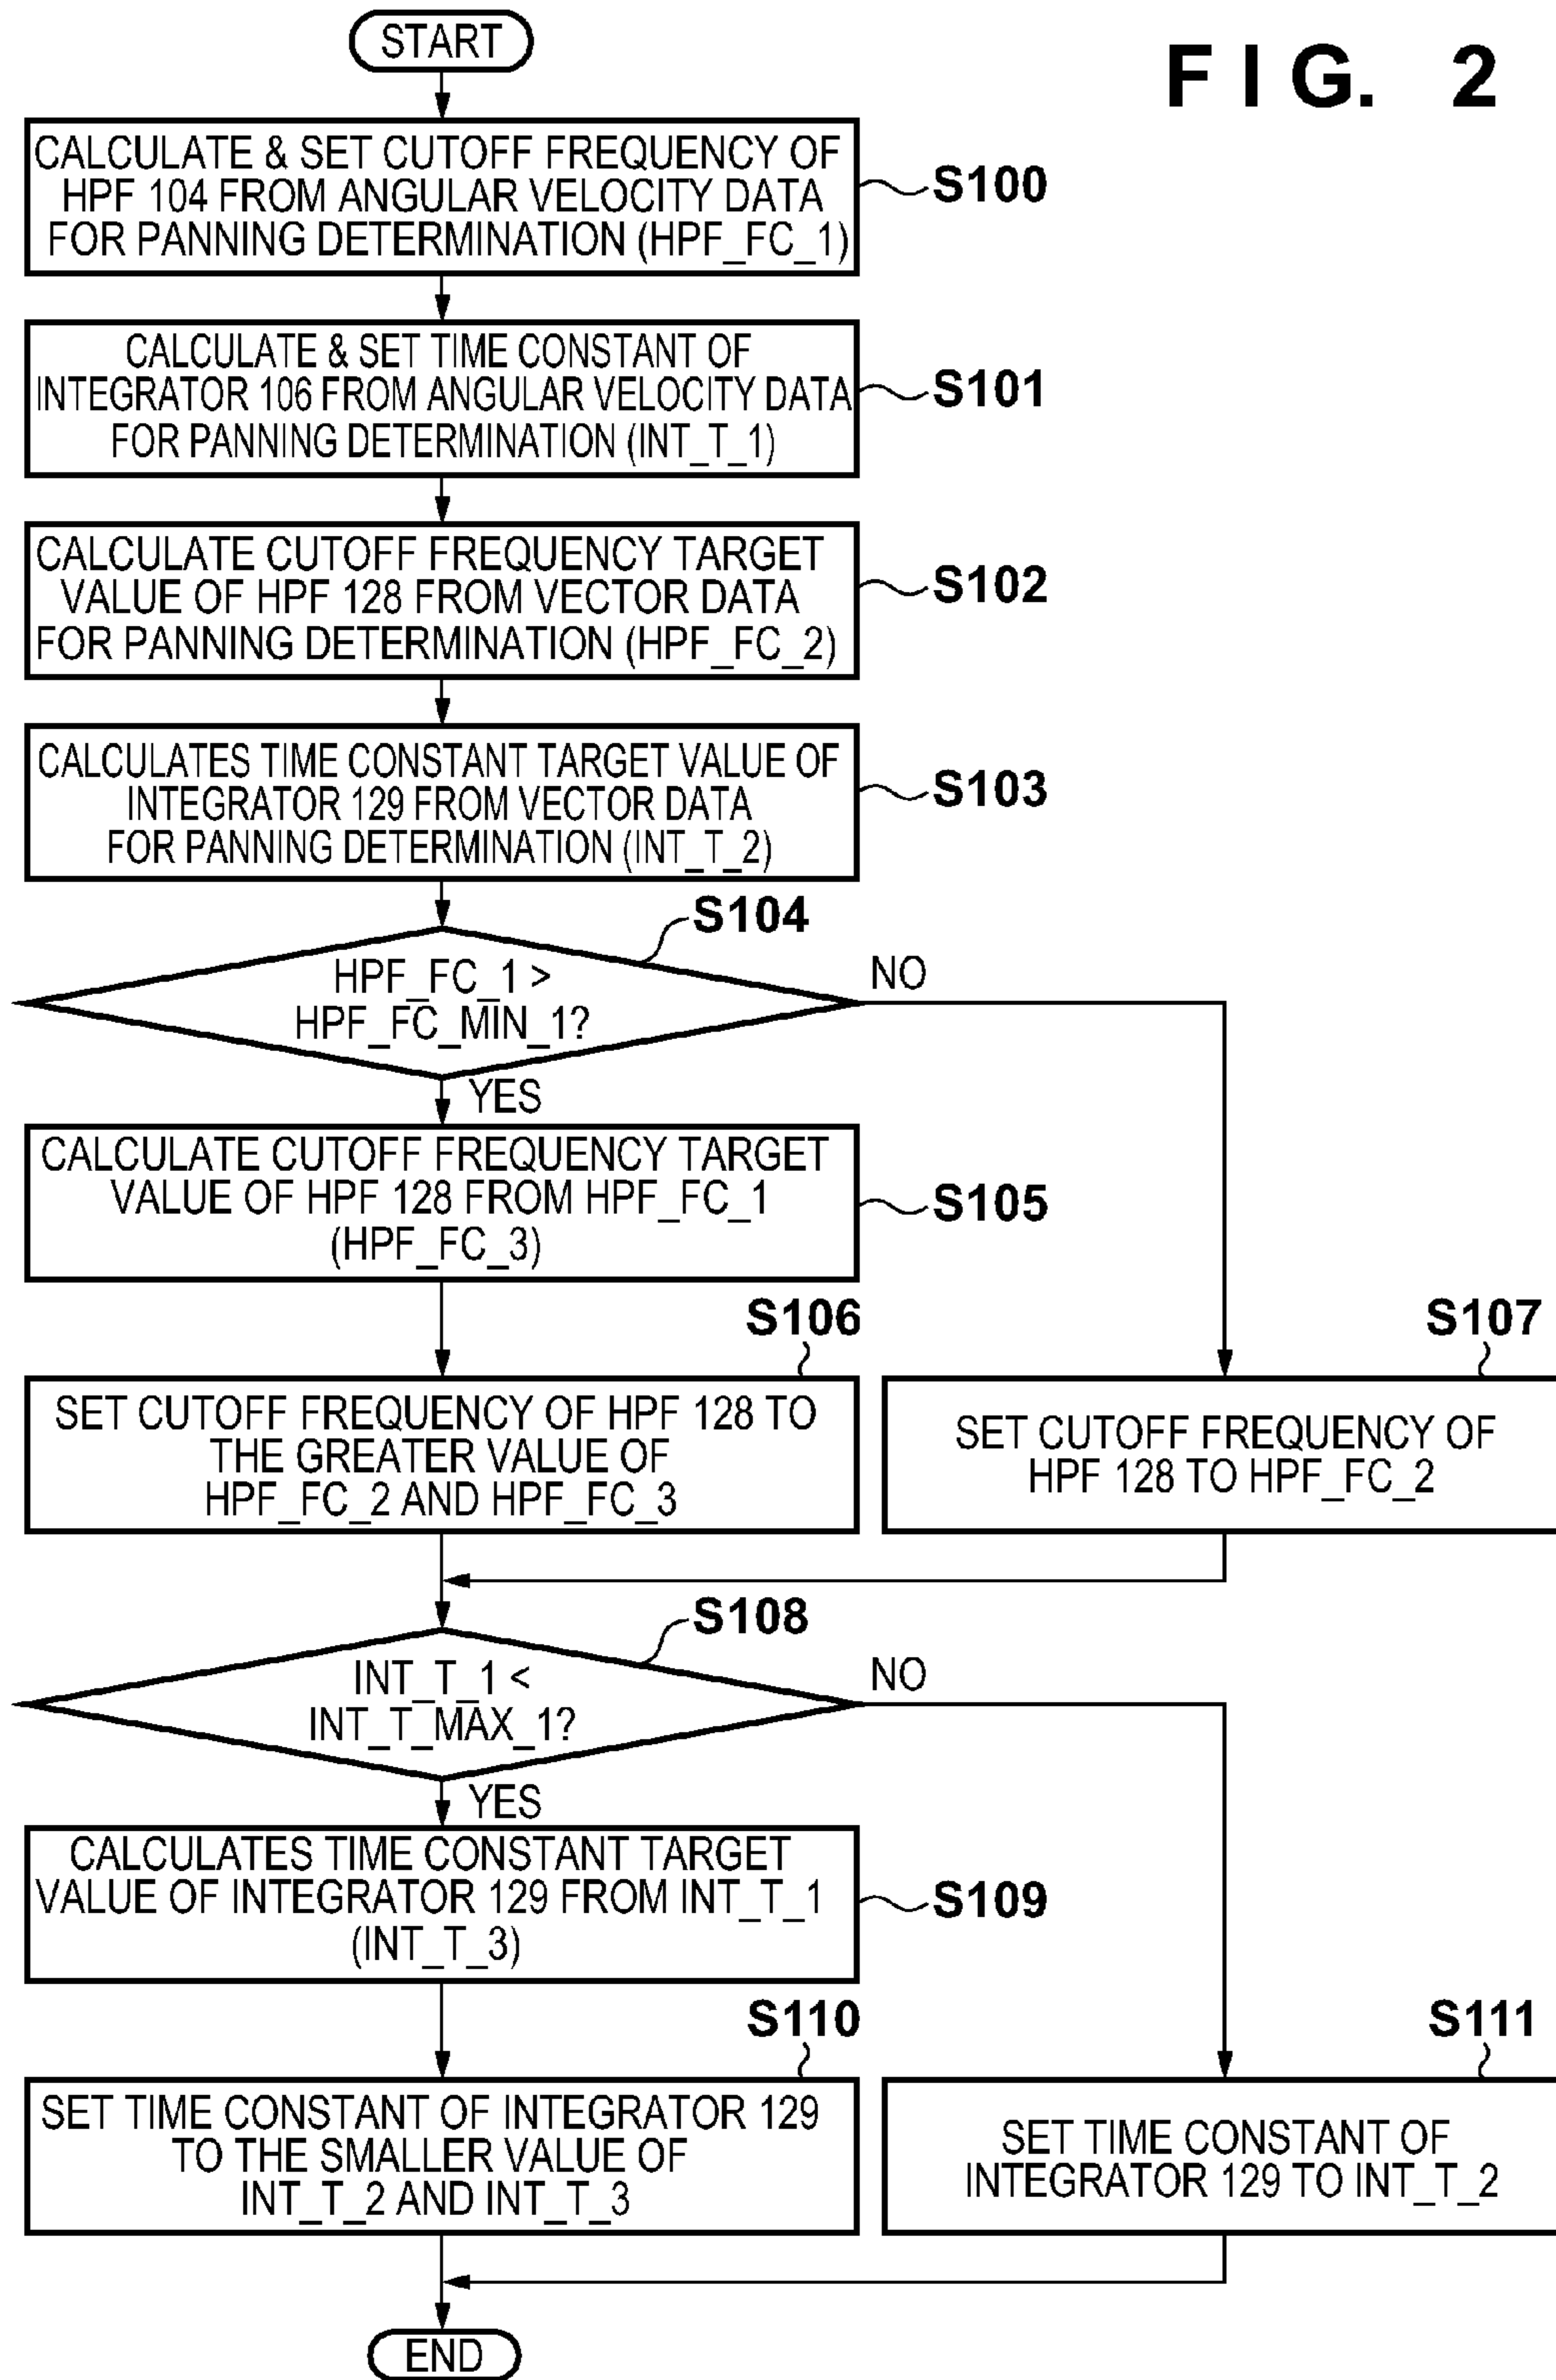 START
FIG. 2
CALCULATE & SET CUTOFF FREQUENCY OF
HPF 104 FROM ANGULAR VELOCITY DATA
FOR PANNING DETERMINATION (HPF_FC_1)
S100
CALCULATE & SET TIME CONSTANT OF
INTEGRATOR 106 FROM ANGULAR VELOCITY DATA
FOR PANNING DETERMINATION (INT_T_1)
S101
CALCULATE CUTOFF FREQUENCY TARGET
VALUE OF HPF 128 FROM VECTOR DATA
FOR PANNING DETERMINATION (HPF_FC_2)
S102
CALCULATES TIME CONSTANT TARGET VALUE OF
INTEGRATOR 129 FROM VECTOR DATA
FOR PANNING DETERMINATION (INT_T_2)
S103
S104
HPF_FC_1 >
HPF_FC_MIN_1?
NO
YES
CALCULATE CUTOFF FREQUENCY TARGET
VALUE OF HPF 128 FROM HPF_FC_1
(HPF_FC_3)
S105
S106
SET CUTOFF FREQUENCY OF HPF 128 TO
THE GREATER VALUE OF
HPF_FC_2 AND HPF_FC_3
S107
SET CUTOFF FREQUENCY OF
HPF 128 TO HPF_FC_2
S108
INT_T_1 <
INT_T_MAX_1?
NO
YES
CALCULATES TIME CONSTANT TARGET
VALUE OF INTEGRATOR 129 FROM INT_T_1
(INT_T_3)
S109
S110
SET TIME CONSTANT OF INTEGRATOR 129
TO THE SMALLER VALUE OF
INT_T_2 AND INT_T_3
S111
SET TIME CONSTANT OF
INTEGRATOR 129 TO INT_T_2
END